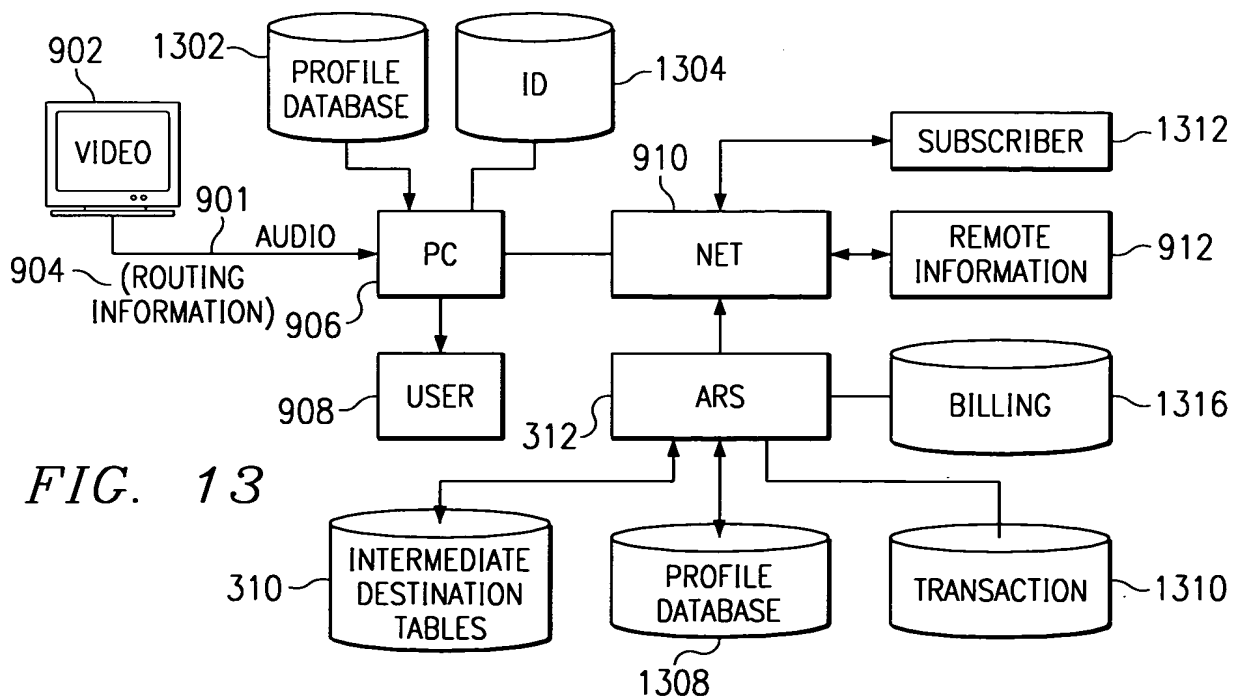 902
1302
PROFILE
DATABASE
ID
1304
VIDEO
901
AUDIO
904
(ROUTING
INFORMATION)
PC
906
910
NET
SUBSCRIBER
1312
REMOTE
INFORMATION
912
USER
908
ARS
312
BILLING
1316
FIG. 13
310
INTERMEDIATE
DESTINATION
TABLES
PROFILE
DATABASE
1308
TRANSACTION
1310